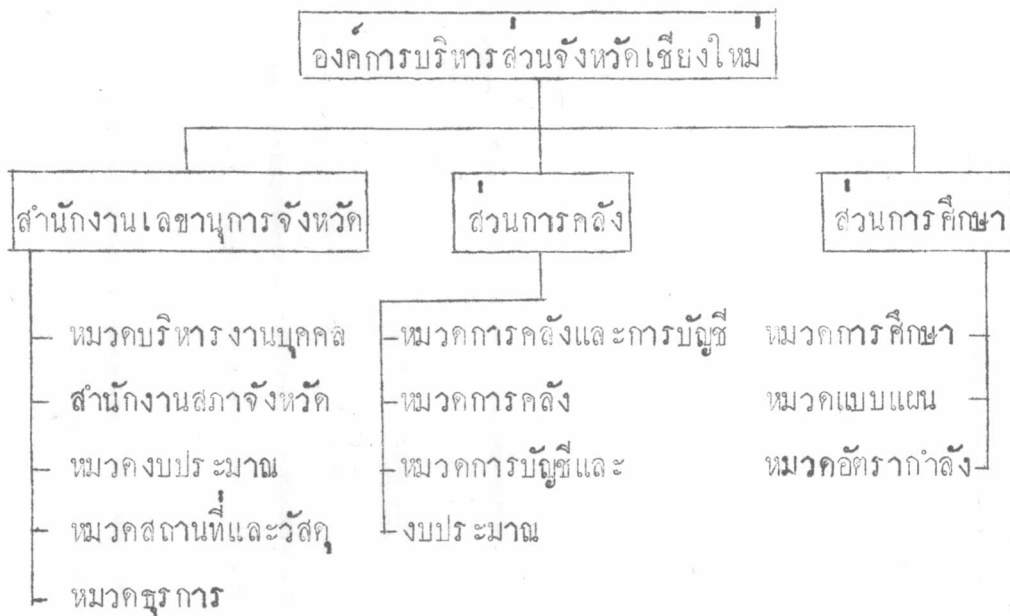 องค์การบริหารส่วนจังหวัดเชียงใหม่
สำนักงานเลขานุการจังหวัด
ส่วนการคลัง
ส่วนการศึกษา
หมวดบริหารงานบุคคล
สำนักงานสภาจังหวัด
หมวดงบประมาณ
หมวดสถานที่และวัสดุ
หมวดธุรการ
หมวดการคลังและการบัญชี
หมวดการคลัง
หมวดการบัญชีและ
งบประมาณ
หมวดการศึกษา
หมวดแบบแผน
หมวดอัตรากำลัง